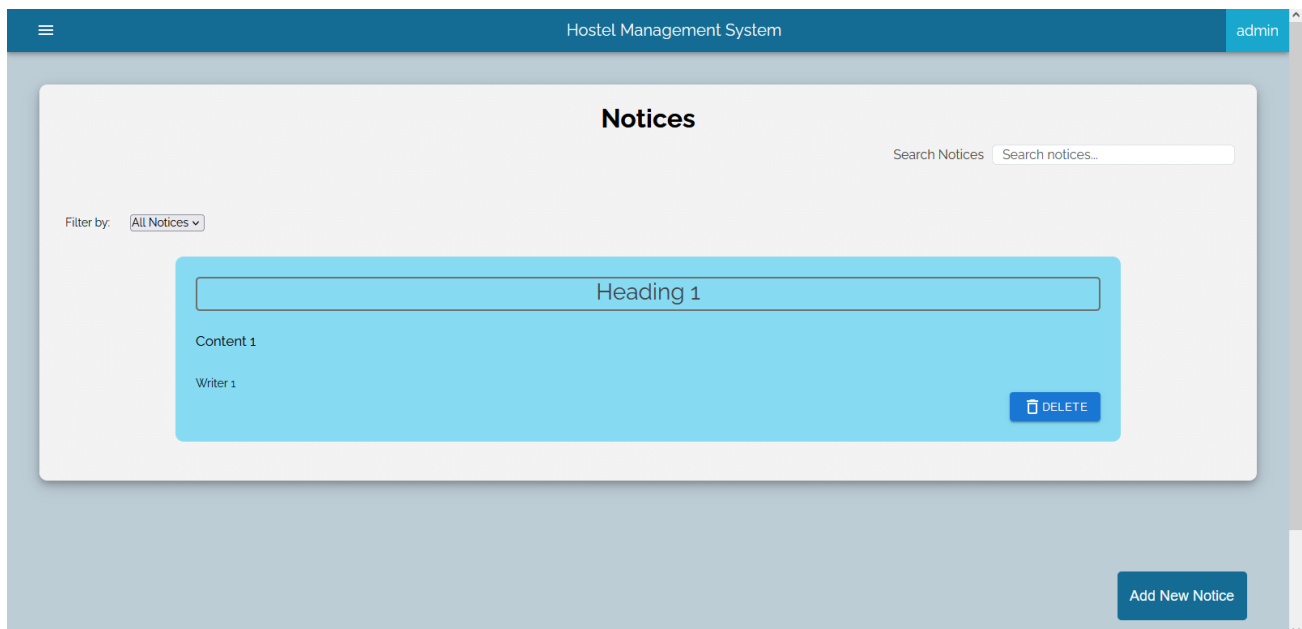 Hostel Management System
admin
Notices
Search Notices Search notices...
Filter by: All Notices
Heading 1
Content 1
Writer 1
DELETE
Add New Notice